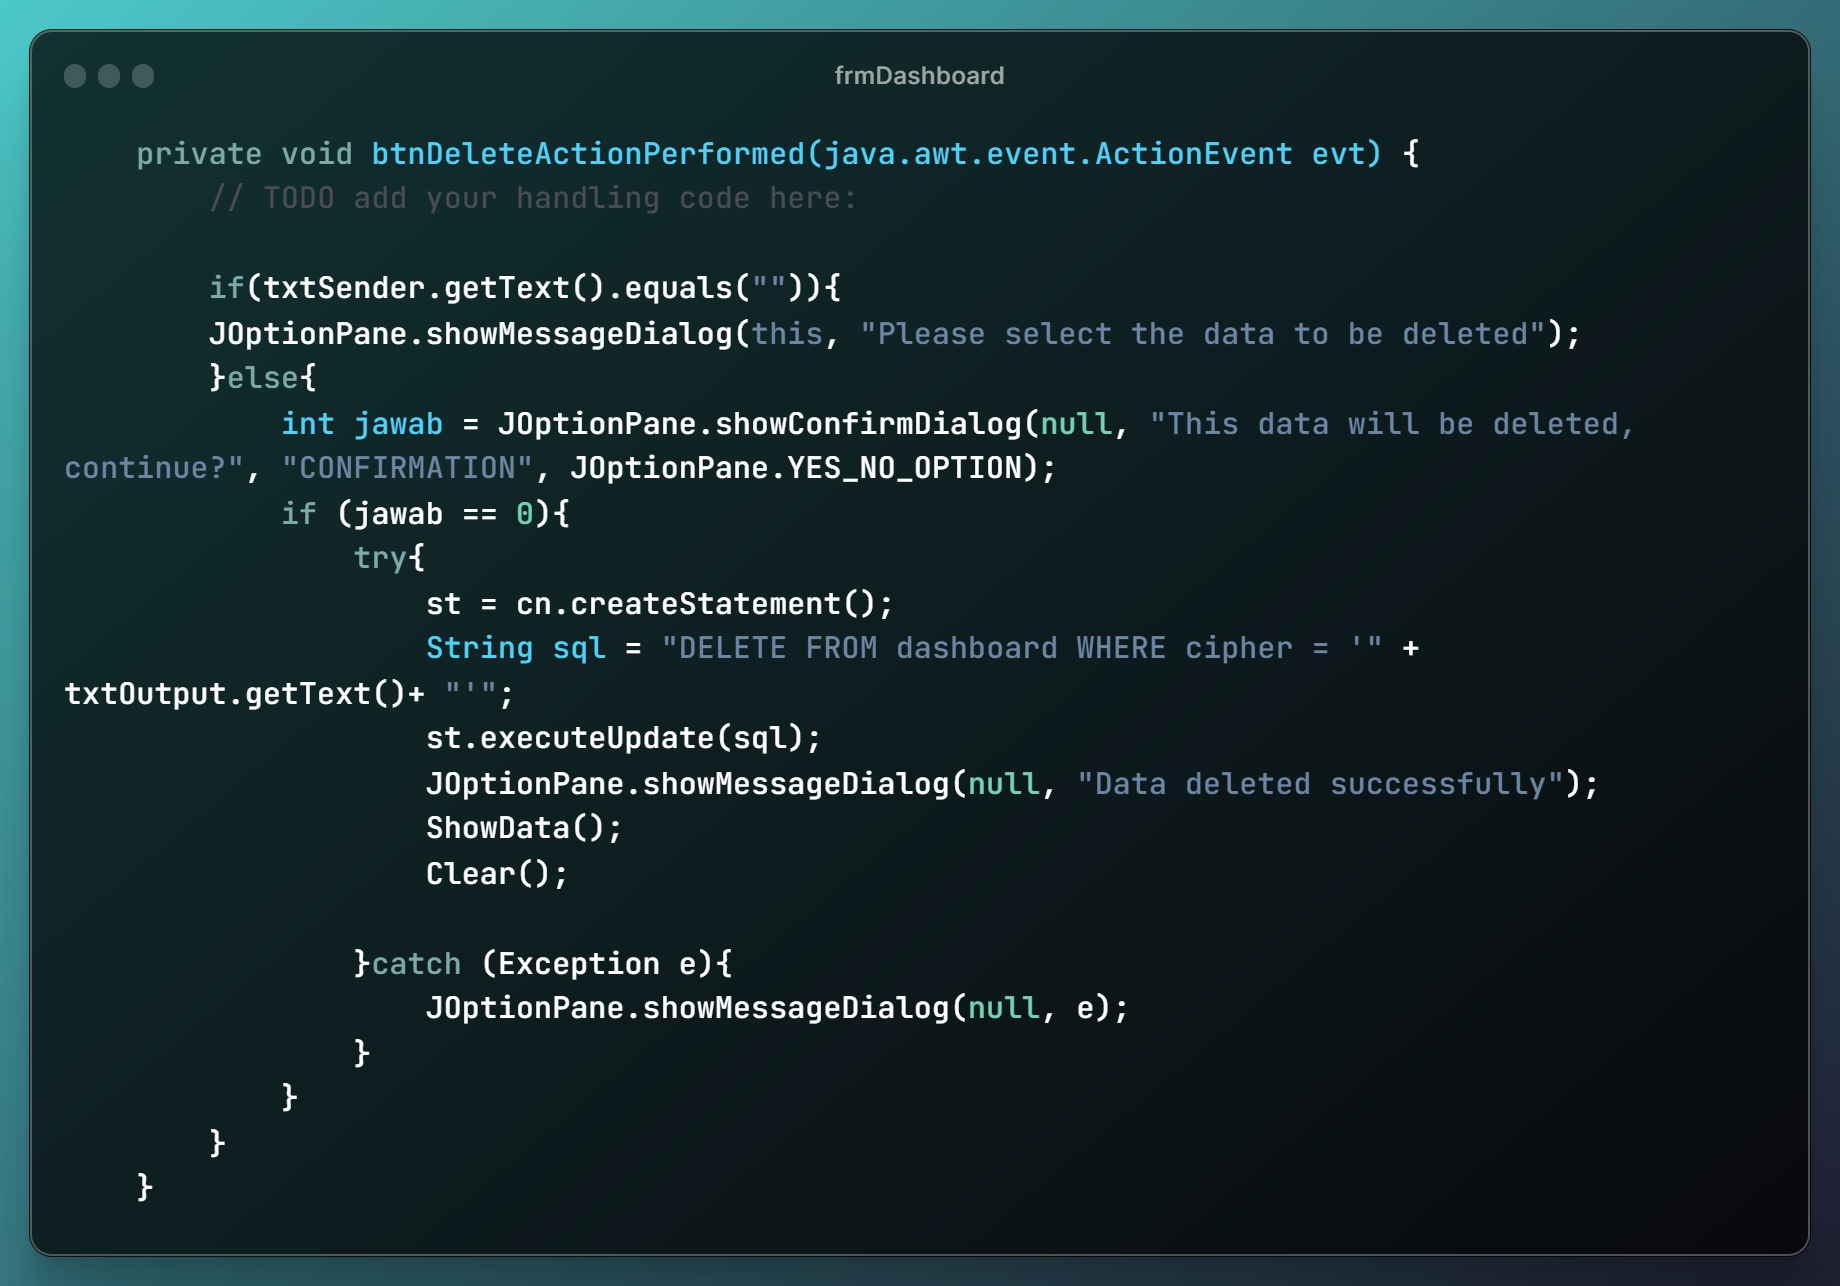 frmDashboard
private void btnDeleteActionPerformed(java.awt.event.ActionEvent evt) {
// TODO add your handling code here:
if(txtSender.getText().equals("")){
JOptionPane.showMessageDialog(this, "Please select the data to be deleted");
}else{
int jawab = JOptionPane.showConfirmDialog(null, "This data will be deleted,
continue?", "CONFIRMATION", JOptionPane.YES_NO_OPTION);
if (jawab == 0){
try{
st = cn.createStatement();
String sql = "DELETE FROM dashboard WHERE cipher = '" +
txtOutput.getText()+ "'";
st.executeUpdate(sql);
JOptionPane.showMessageDialog(null, "Data deleted successfully");
ShowData();
Clear();
}catch (Exception e){
JOptionPane.showMessageDialog(null, e);
}
}
}
}